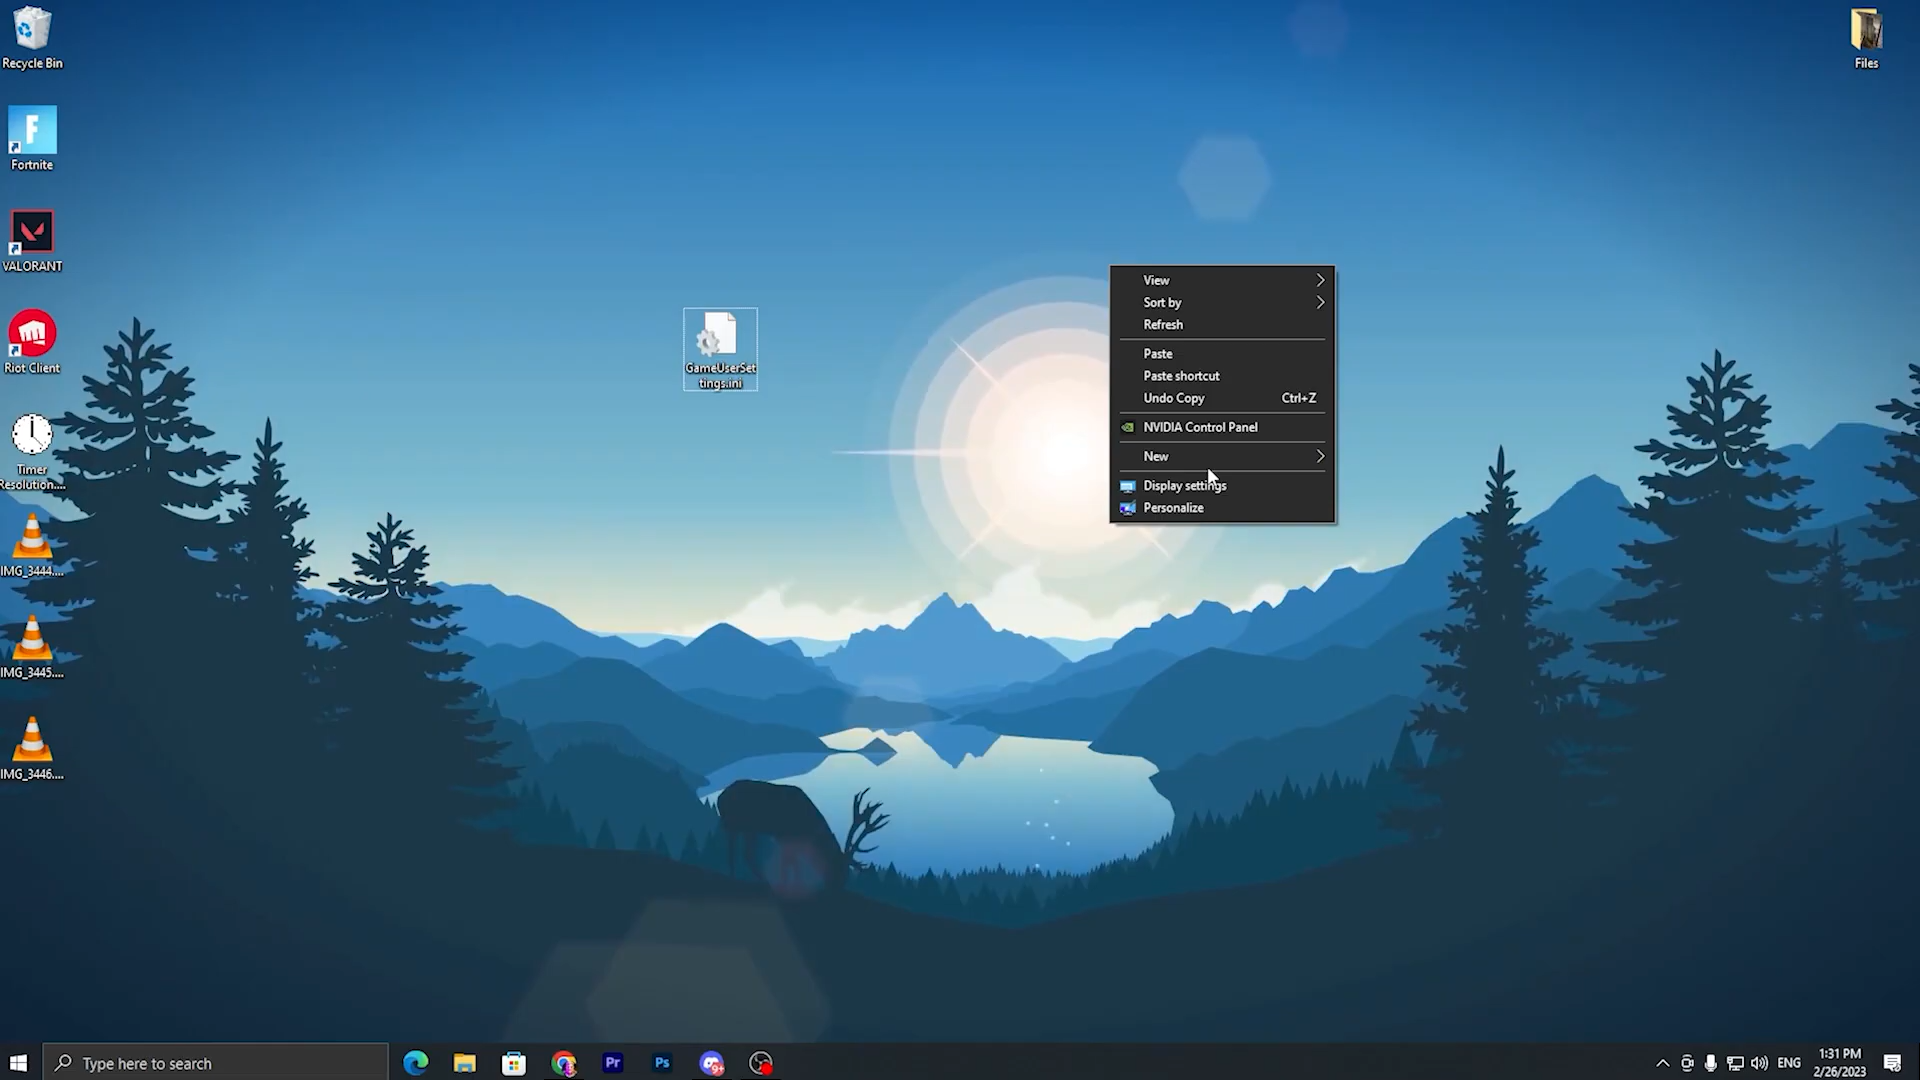 Recycle Bin
Files
Fortnite
VALORANT
Riot Client
Timer
Resolution....
IMG_3444....
IMG_3445....
IMG_3446....
GameUserSet
tings.ini
View
Sort by
Refresh
Paste
Paste shortcut
Undo Copy Ctrl+Z
NVIDIA Control Panel
New
Display settings
Personalize
Type here to search
Pr
Ps
9+
ENG
1:31 PM
2/26/2023